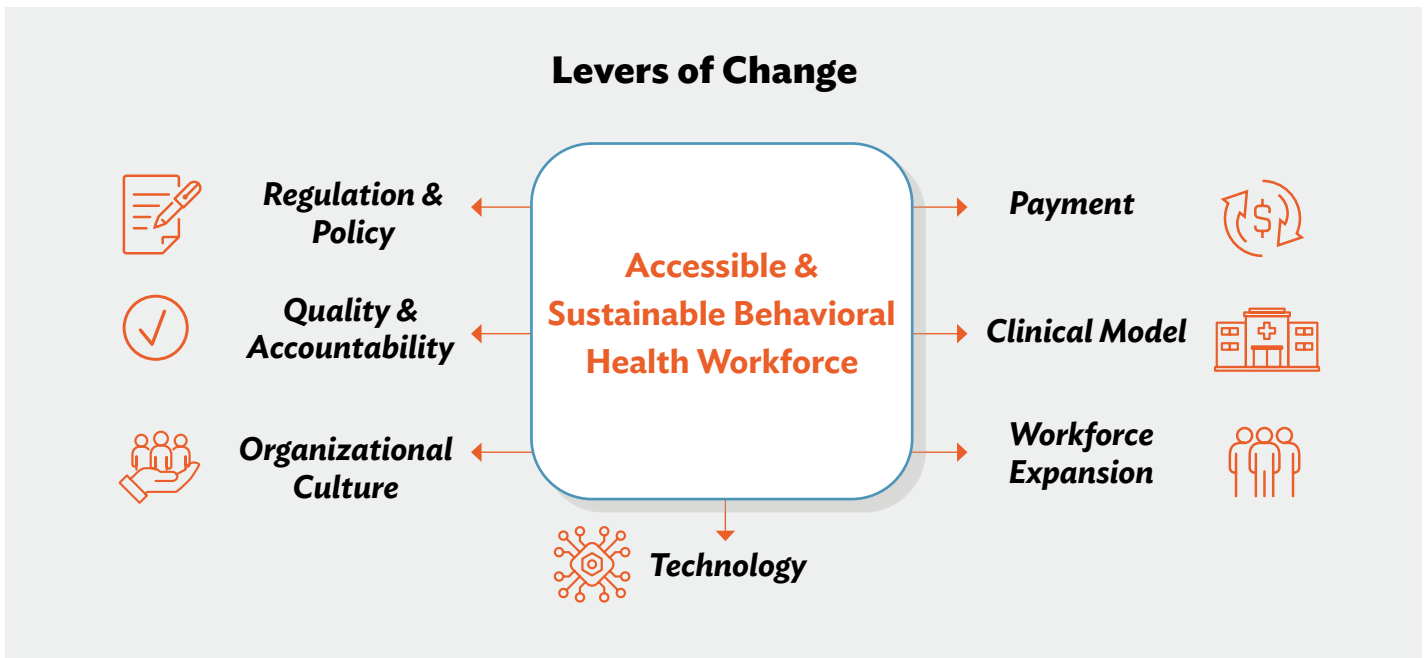 Levers of Change
Regulation &
Policy
Quality &
Accountability
Organizational
Culture
Accessible &
Sustainable Behavioral
Health Workforce
Payment
Clinical Model
Workforce
Expansion
Technology